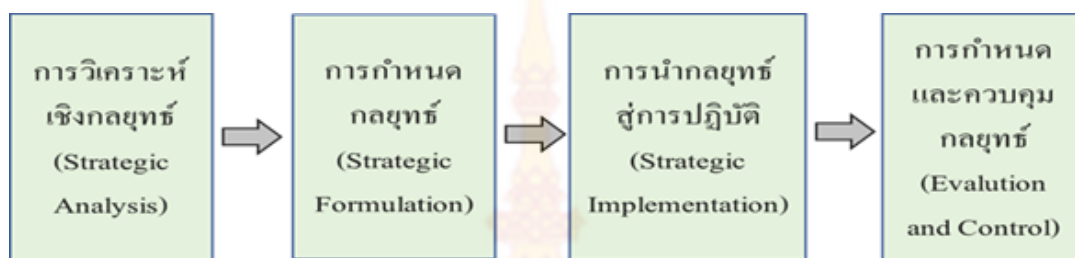 การวิเคราะห์
เชิงกลยุทธ์
(Strategic
Analysis)
การกำหนด
กลยุทธ์
(Strategic
Formulation)
การนำกลยุทธ์
สู่การปฏิบัติ
(Strategic
Implementation)
การกำหนด
และควบคุม
กลยุทธ์
(Evalution
and Control)